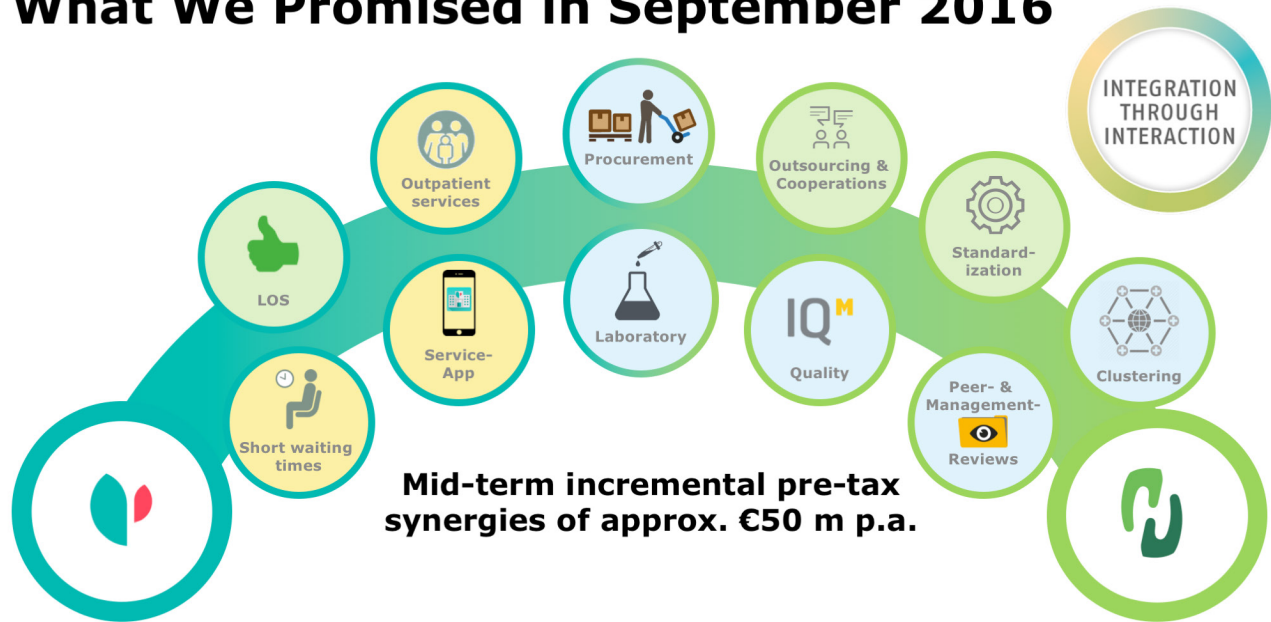 What We Promised in September 2016
INTEGRATION
THROUGH
INTERACTION
Procurement
Outpatient
services
Outsourcing &
Cooperations
Standard-
ization
LOS
Service-
App
Laboratory
IQM
Quality
Clustering
Peer- &
Management-
Reviews
Short waiting
times
Mid-term incremental pre-tax
synergies of approx. €50 m p.a.